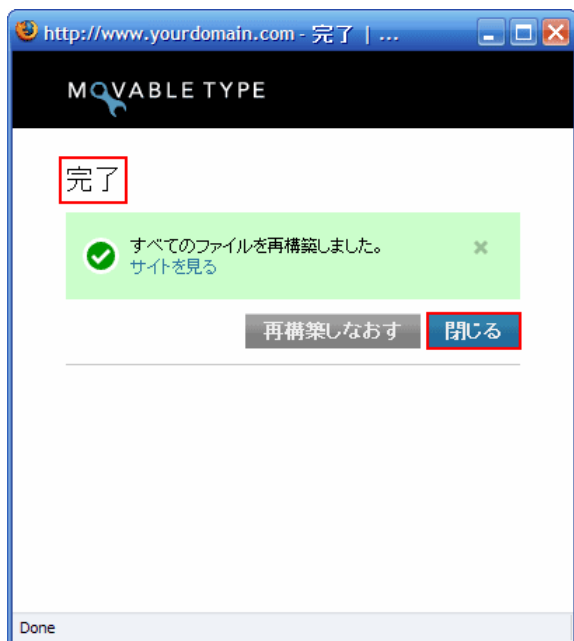 http://www.yourdomain.com - 完了 | ...
MOVABLE TYPE
完了
すべてのファイルを再構築しました。
サイトを見る
再構築しなおす 閉じる
Done